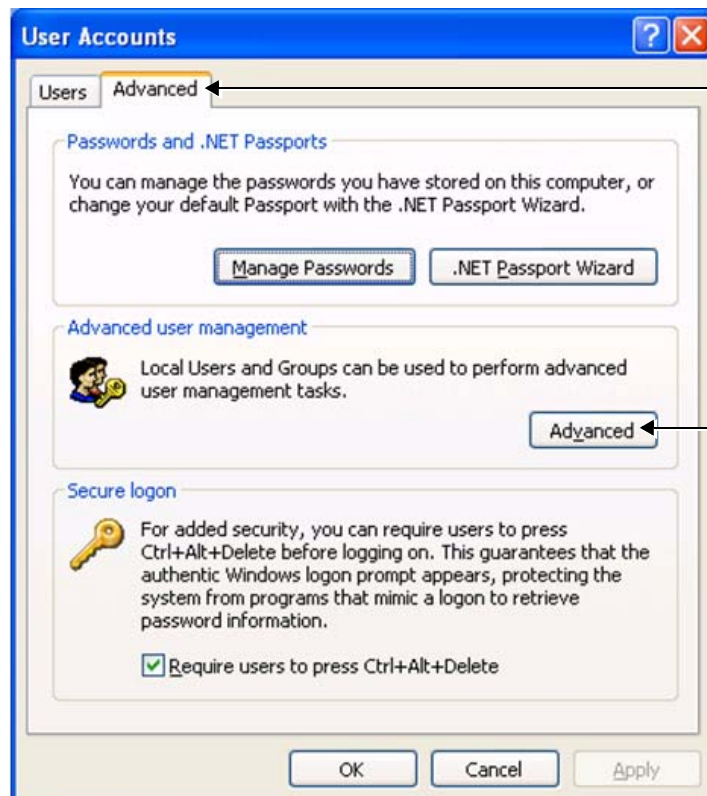 User Accounts
Users Advanced
Passwords and .NET Passports
You can manage the passwords you have stored on this computer, or
change your default Passport with the .NET Passport Wizard.
Manage Passwords .NET Passport Wizard
Advanced user management
Local Users and Groups can be used to perform advanced
user management tasks.
Advanced
Secure logon
For added security, you can require users to press
Ctrl+Alt+Delete before logging on. This guarantees that the
authentic Windows logon prompt appears, protecting the
system from programs that mimic a logon to retrieve
password information.
Require users to press Ctrl+Alt+Delete
OK Cancel Apply